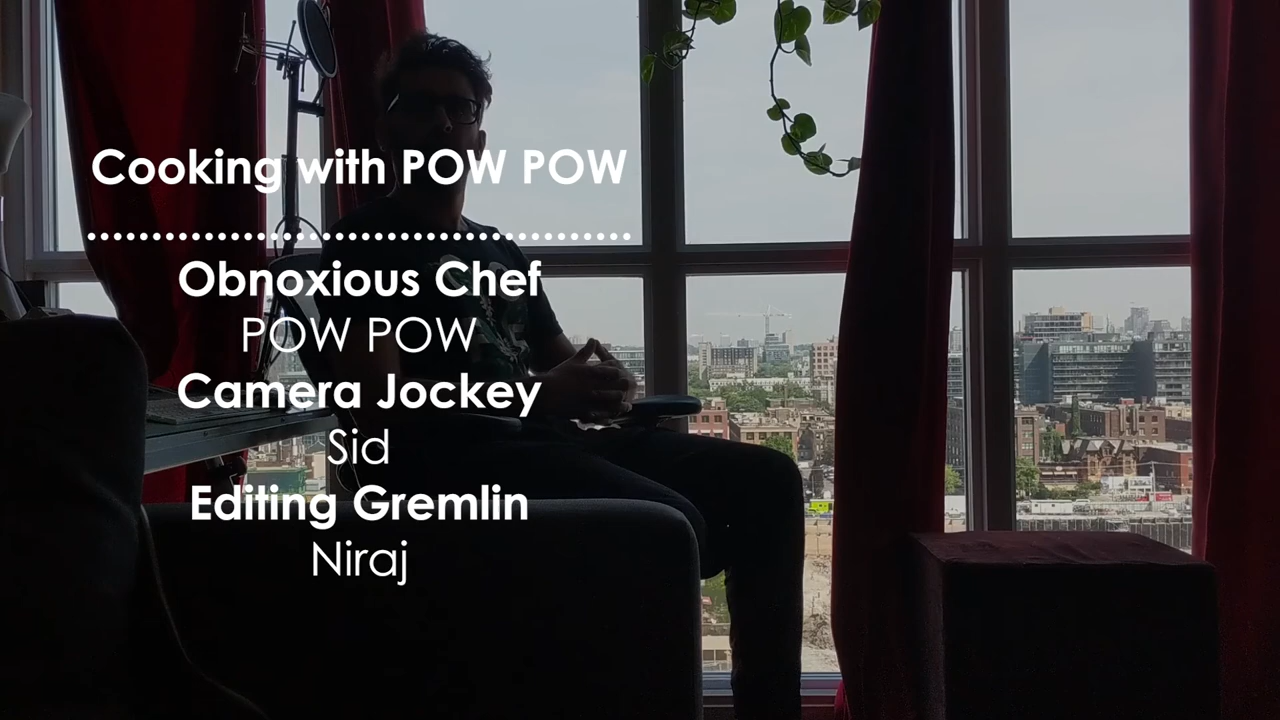 Cooking with POW POW
Obnoxious Chef
POW POW
Camera Jockey
Sid
Editing Gremlin
Niraj